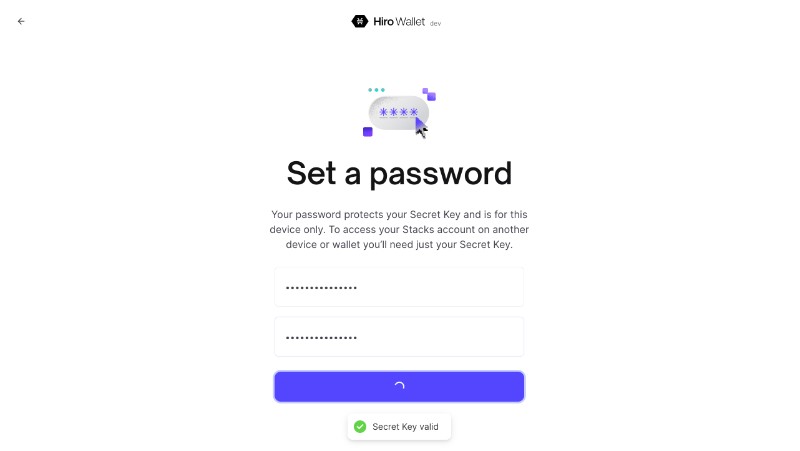 Hiro Wallet dev
Set a password
Your password protects your Secret Key and is for this
device only. To access your Stacks account on another
device or wallet you'll need just your Secret Key.
•••••••••••••••
•••••••••••••••
Secret Key valid